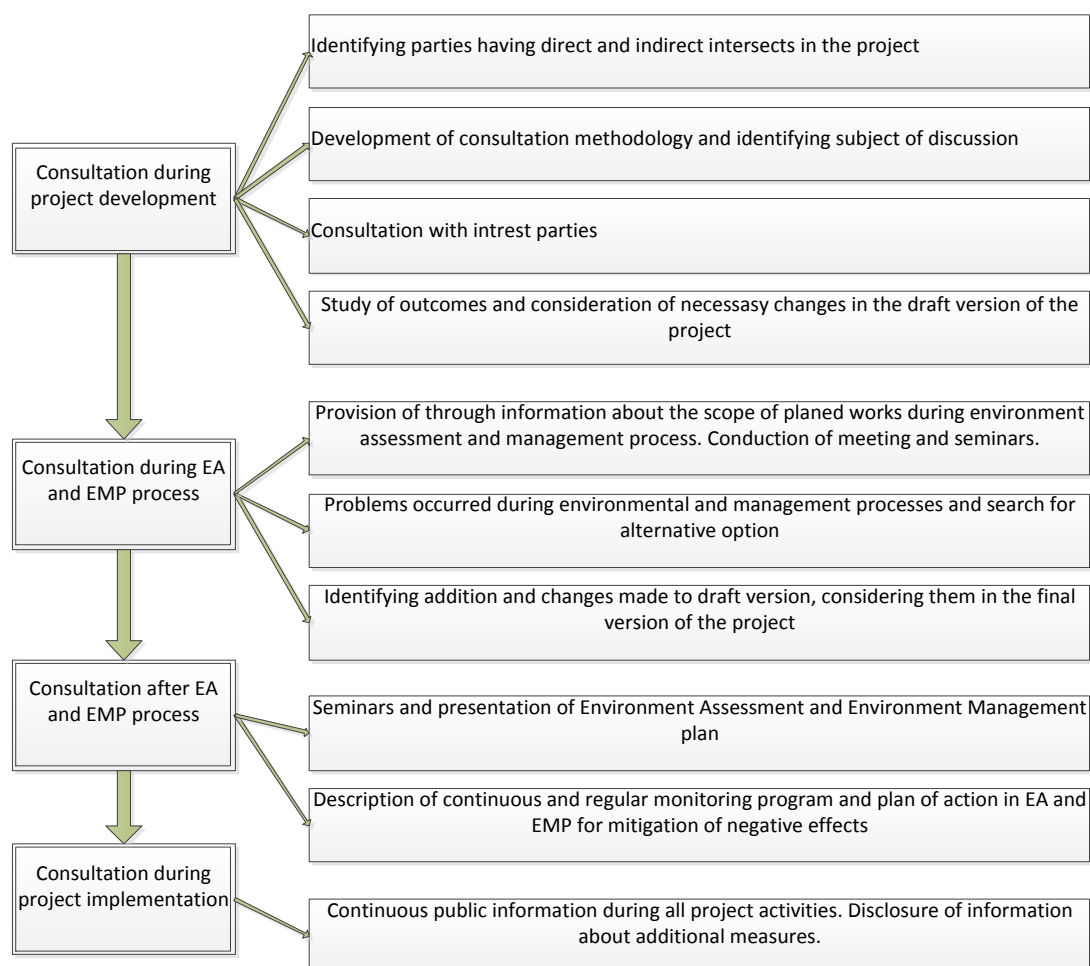 Consultation during
project development
Identifying parties having direct and indirect intersects in the project
Development of consultation methodology and identifying subject of discussion
Consultation with intrest parties
Study of outcomes and consideration of necessasy changes in the draft version of the
project
Consultation during EA
and EMP process
Provision of through information about the scope of planed works during environment
assessment and management process. Conduction of meeting and seminars.
Problems occurred during environmental and management processes and search for
alternative option
Identifying addition and changes made to draft version, considering them in the final
version of the project
Consultation after EA
and EMP process
Seminars and presentation of Environment Assessment and Environment Management
plan
Description of continuous and regular monitoring program and plan of action in EA and
EMP for mitigation of negative effects
Consultation during
project implementation
Continuous public information during all project activities. Disclosure of information
about additional measures.